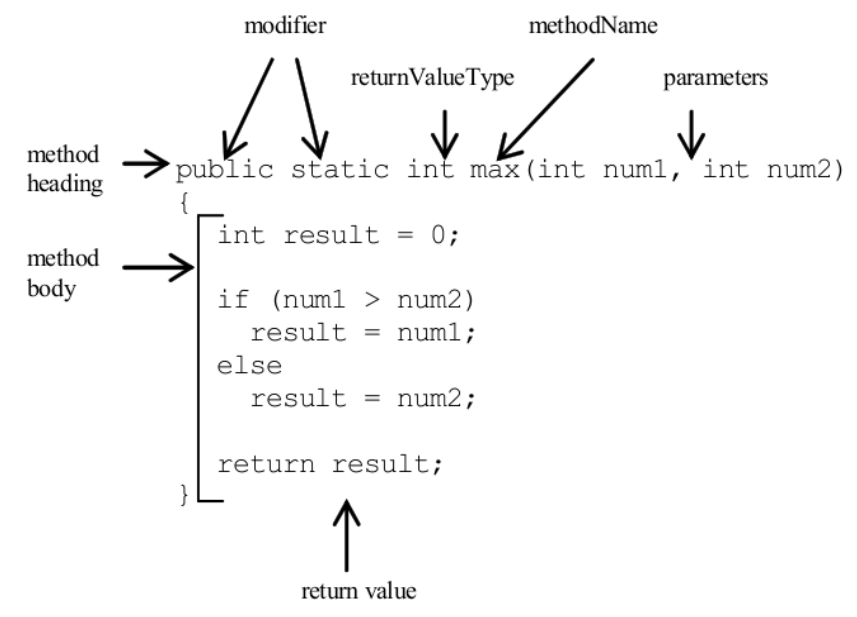 modifier methodName
returnValueType parameters
method
heading
public static int max(int num1, int num2)
{
int result = 0;
method
body
if (num1 > num2)
result = num1;
else
result = num2;
return result;
}
return value